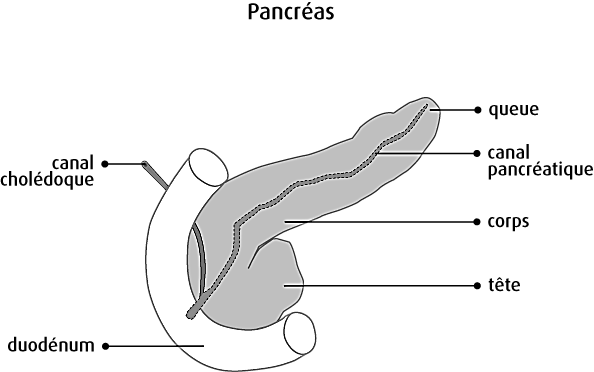 Pancréas
queue
canal
pancréatique
corps
tête
canal
cholédoque
duodénum